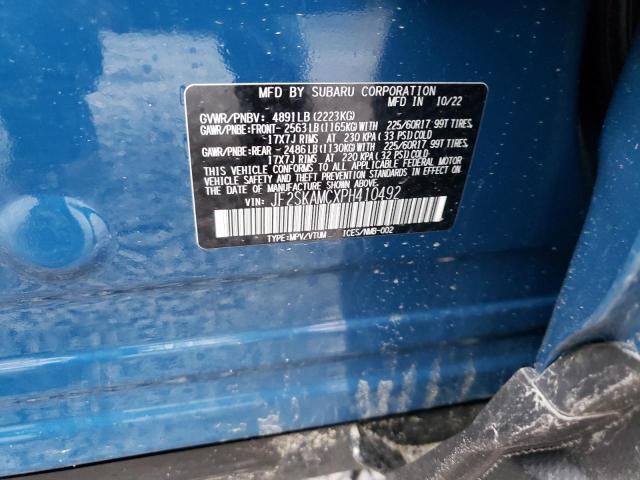 MFD BY SUBARU CORPORATION
MFD IN 10/22
GVWR/PNBV: 4891LB(2223KG)
GAWR/PNBE:FRONT- 2563LB(1165KG)WITH 225/60R17 99T TIRES,
17X7J RIMS AT 230 KPA(33 PSI)COLD
GAWR/PNBE:REAR - 2486LB(1130KG)WITH 225/60R17 99T TIRES,
17X7J RIMS AT 220 KPA(32 PSI)COLD-
THIS VEHICLE CONFORMS TO ALL APPLICABLE FEDERAL MOTOR
VEHICLE SAFETY AND THEFT PREVENTION STANDARDS IN EFFECT
ON THE DATE OF MANUFACTURE SHOWN ABOVE.
VIN: JF2SKAMCXPH410492
TYPE:MPV/VTUM ICES/NMB-002